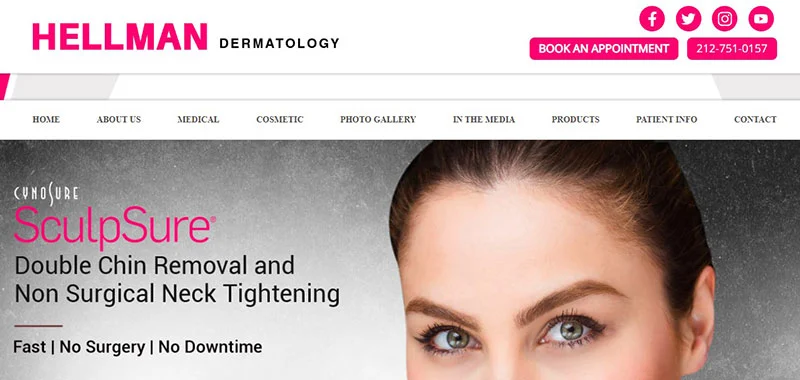 HELLMAN DERMATOLOGY
BOOK AN APPOINTMENT 212-751-0157
HOME ABOUT US MEDICAL COSMETIC PHOTO GALLERY IN THE MEDIA PRODUCTS PATIENT INFO CONTACT
CYNOSURE
SculpSure®
Double Chin Removal and
Non Surgical Neck Tightening
Fast | No Surgery | No Downtime